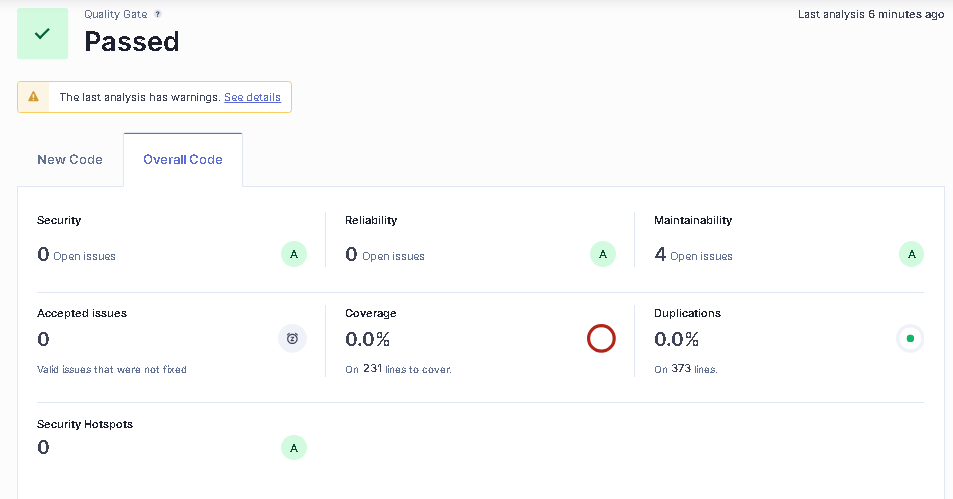 Quality Gate ?
Last analysis 6 minutes ago
Passed
The last analysis has warnings. See details
New Code
Overall Code
Security
Reliability
Maintainability
0 Open issues
A
0 Open issues
A
4 Open issues
A
Accepted issues
Coverage
Duplications
0
0.0%
0.0%
Valid issues that were not fixed
On 231 lines to cover.
On 373 lines.
Security Hotspots
0
A